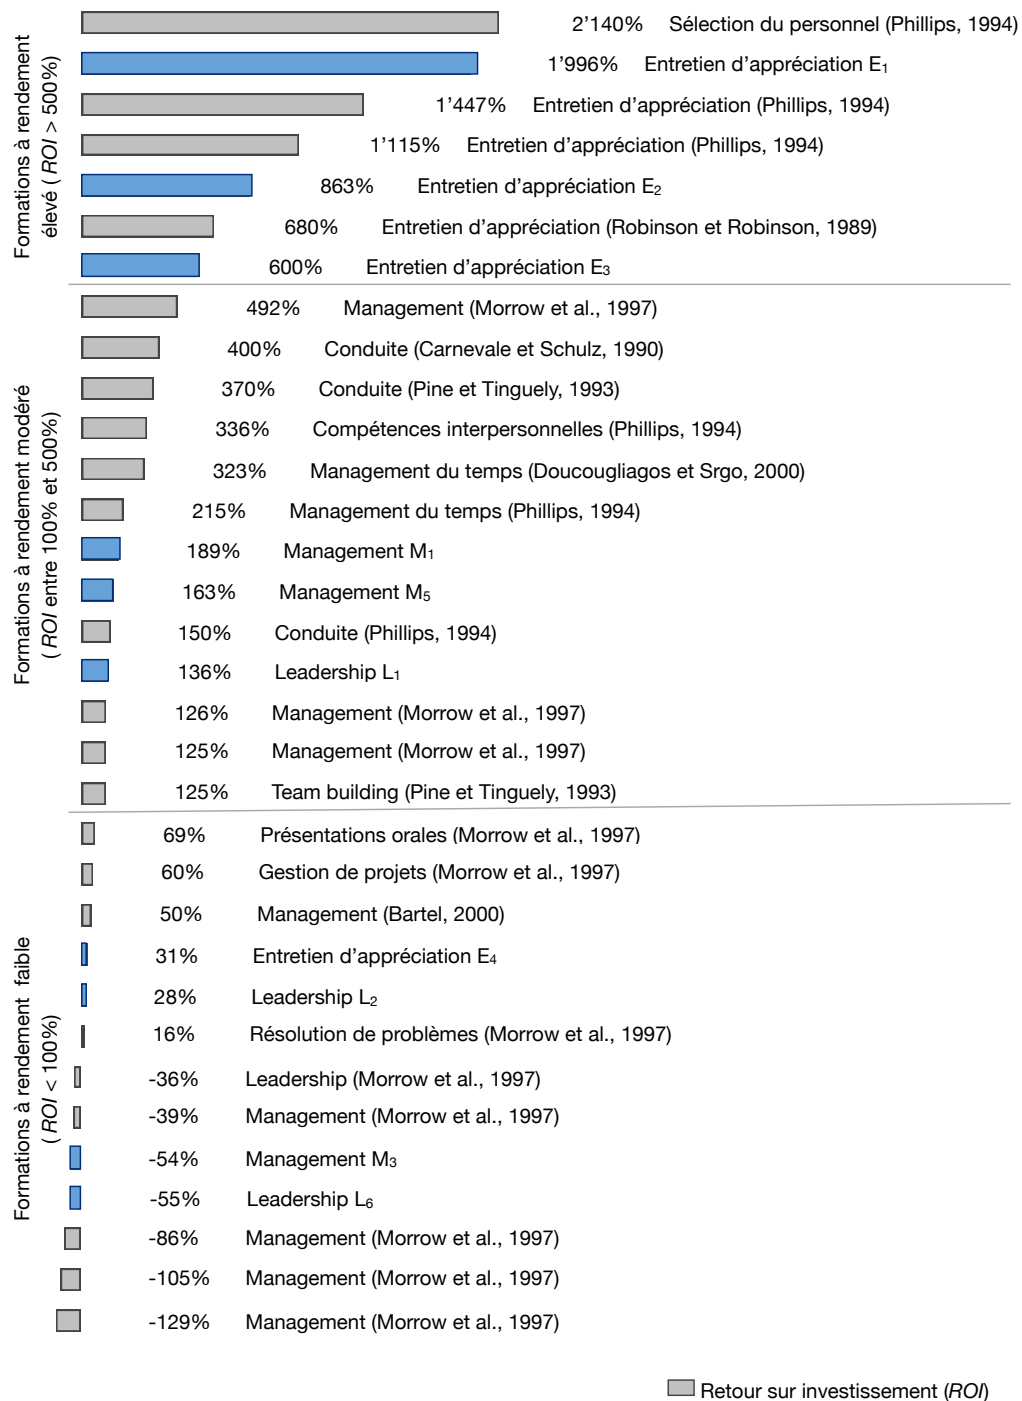 Formations à rendement
élevé ( ROI > 500%)
2’140% Sélection du personnel (Phillips, 1994)
1’996% Entretien d’appréciation E1
1’447% Entretien d’appréciation (Phillips, 1994)
1’115% Entretien d’appréciation (Phillips, 1994)
863% Entretien d’appréciation E2
680% Entretien d’appréciation (Robinson et Robinson, 1989)
600% Entretien d’appréciation E3
Formations à rendement modéré
( ROI entre 100% et 500%)
492% Management (Morrow et al., 1997)
400% Conduite (Carnevale et Schulz, 1990)
370% Conduite (Pine et Tinguely, 1993)
336% Compétences interpersonnelles (Phillips, 1994)
323% Management du temps (Doucougliagos et Srgo, 2000)
215% Management du temps (Phillips, 1994)
189% Management M1
163% Management M5
150% Conduite (Phillips, 1994)
136% Leadership L1
126% Management (Morrow et al., 1997)
125% Management (Morrow et al., 1997)
125% Team building (Pine et Tinguely, 1993)
Formations à rendement faible
( ROI < 100%)
69% Présentations orales (Morrow et al., 1997)
60% Gestion de projets (Morrow et al., 1997)
50% Management (Bartel, 2000)
31% Entretien d’appréciation E4
28% Leadership L2
16% Résolution de problèmes (Morrow et al., 1997)
-36% Leadership (Morrow et al., 1997)
-39% Management (Morrow et al., 1997)
-54% Management M3
-55% Leadership L6
-86% Management (Morrow et al., 1997)
-105% Management (Morrow et al., 1997)
-129% Management (Morrow et al., 1997)
Retour sur investissement (ROI)